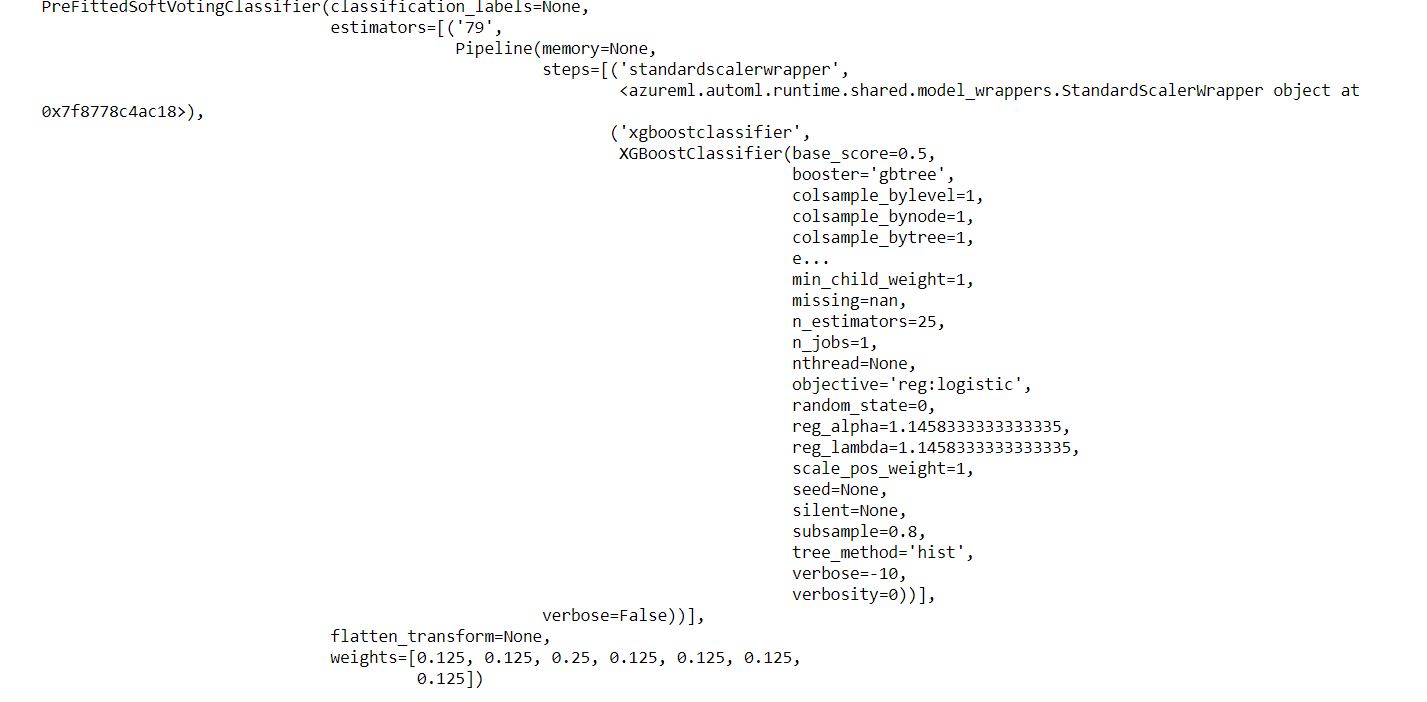 PreFittedSoftVotingClassifier(classification_labels=None,
estimators=[('79',
Pipeline(memory=None,
steps=[('standardscalerwrapper',
<azureml.automl.runtime.shared.model_wrappers.StandardScalerWrapper object at
0x7f8778c4ac18>),
('xgboostclassifier',
XGBoostClassifier(base_score=0.5,
booster='gbtree',
colsample_bylevel=1,
colsample_bynode=1,
colsample_bytree=1,
e...
min_child_weight=1,
missing=nan,
n_estimators=25,
n_jobs=1,
nthread=None,
objective='reg:logistic',
random_state=0,
reg_alpha=1.1458333333333335,
reg_lambda=1.1458333333333335,
scale_pos_weight=1,
seed=None,
silent=None,
subsample=0.8,
tree_method='hist',
verbose=-10,
verbosity=0))],
verbose=False))],
flatten_transform=None,
weights=[0.125, 0.125, 0.25, 0.125, 0.125, 0.125,
0.125])